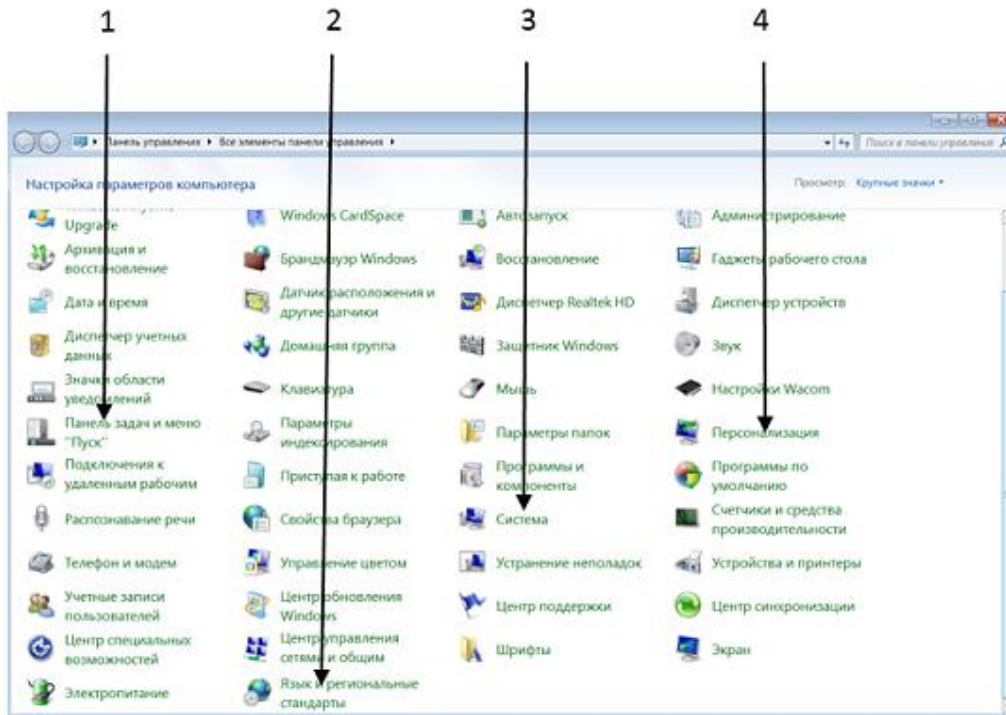 1 2 3 4
Панель управления ▸ Все элементы панели управления ▸
Поиск в панели управления
Настройка параметров компьютера
Просмотр: Крупные значки
Upgrade
Windows CardSpace
Автозапуск
Администрирование
Архивация и
восстановление
Брандмауэр Windows
Восстановление
Гаджеты рабочего стола
Дата и время
Датчик расположения и
другие датчики
Диспетчер Realtek HD
Диспетчер устройств
Диспетчер учетных
данных
Домашняя группа
Защитник Windows
Звук
Значки области
уведомлений
Клавиатура
Мышь
Настройки Wacom
Панель задач и меню
"Пуск"
Параметры
индексирования
Параметры папок
Персонализация
Подключения к
удаленным рабочим
Приступая к работе
Программы и
компоненты
Программы по
умолчанию
Распознавание речи
Свойства браузера
Система
Счетчики и средства
производительности
Телефон и модем
Управление цветом
Устранение неполадок
Устройства и принтеры
Учетные записи
пользователей
Центр обновления
Windows
Центр поддержки
Центр синхронизации
Центр специальных
возможностей
Центр управления
сетями и общим
Шрифты
Экран
Электропитание
Язык и региональные
стандарты